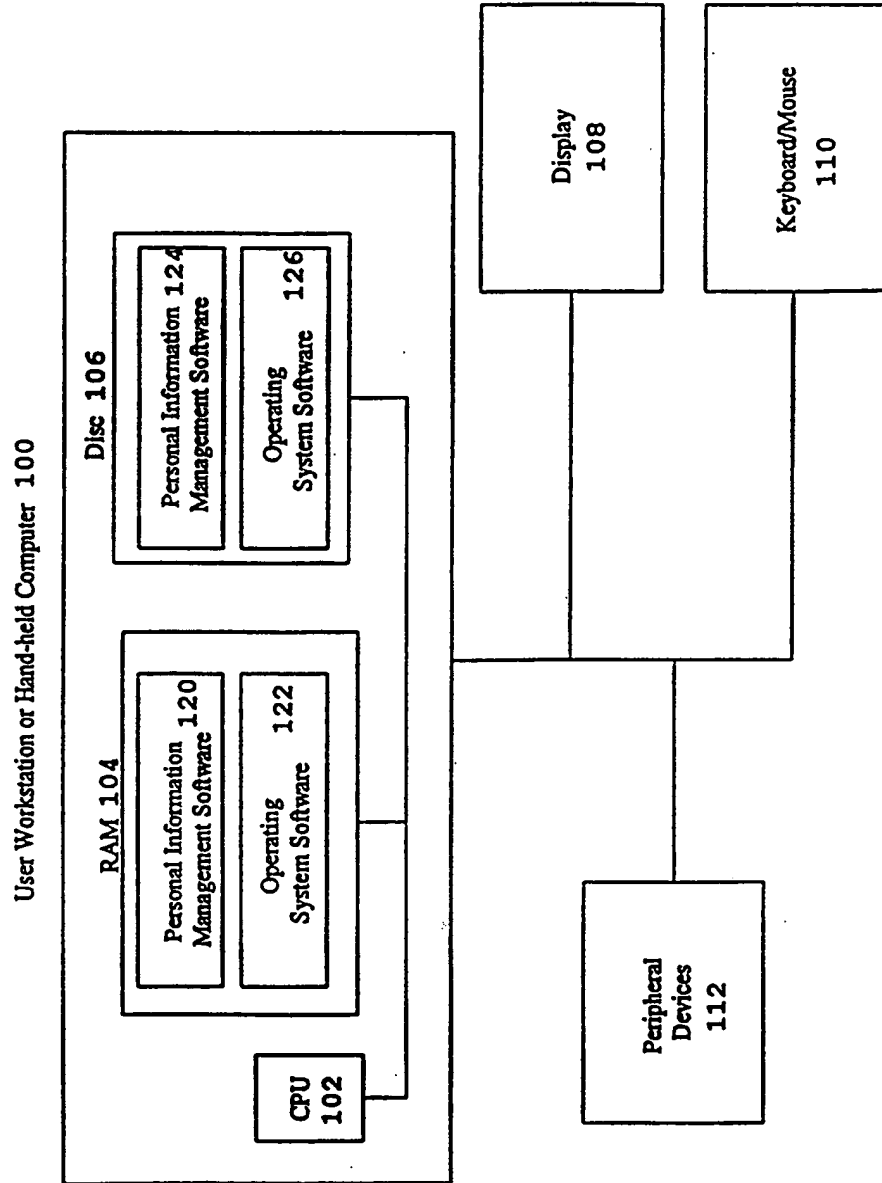 User Workstation or Hand-held Computer 100
RAM 104
Disc 106
CPU
102
Personal Information
Management Software 120
Operating
System Software 122
Personal Information
Management Software 124
Operating
System Software 126
Peripheral
Devices
112
Display
108
Keyboard/Mouse
110